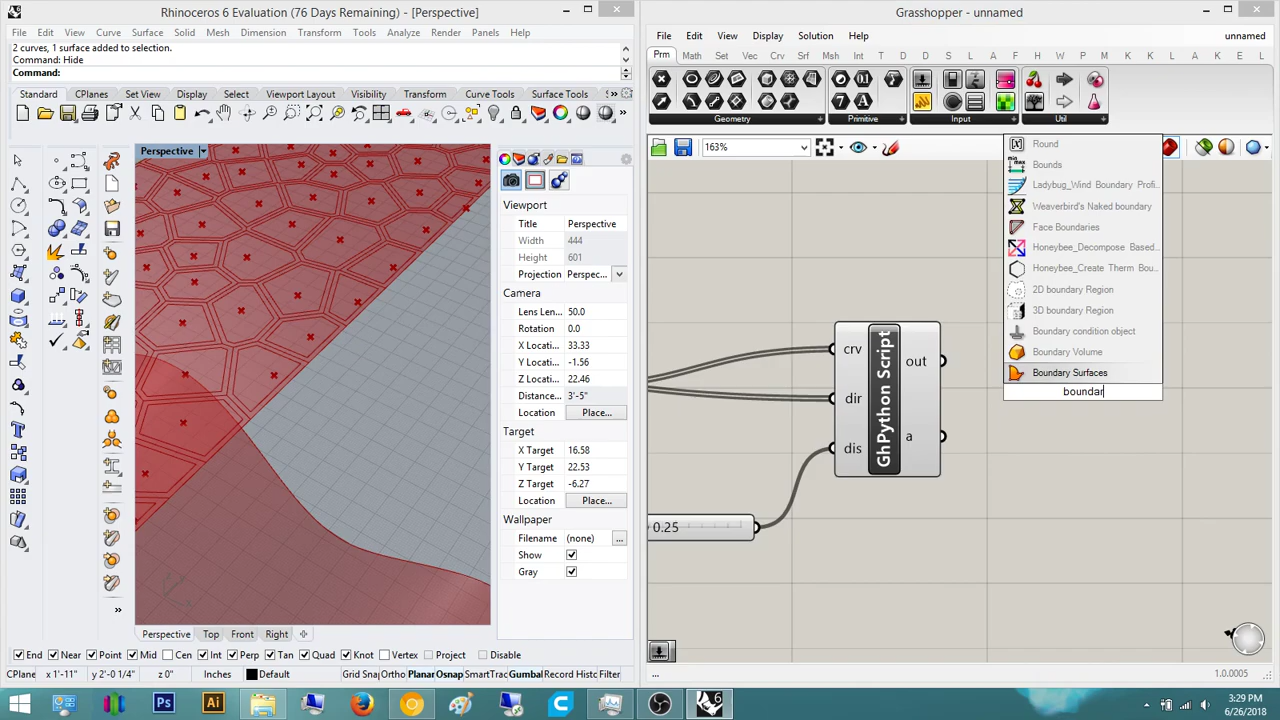 Rhinoceros 6 Evaluation (76 Days Remaining) - [Perspective]
File Edit View Curve Surface Solid Mesh Dimension Transform Tools Analyze Render Panels Help
2 curves, 1 surface added to selection.
Command: Hide
Command:
Standard CPlanes Set View Display Select Viewport Layout Visibility Transform Curve Tools Surface Tools
Perspective
Viewport
Title Perspective
Width 444
Height 601
Projection Perspec...
Camera
Lens Len... 50.0
Rotation 0.0
X Locati... 33.33
Y Locati... -1.56
Z Locati... 22.46
Distance... 3'-5"
Location Place...
Target
X Target 16.58
Y Target 22.53
Z Target -6.27
Location Place...
Wallpaper
Filename (none) ...
Show
Gray
Perspective Top Front Right
End Near Point Mid Cen Int Perp Tan Quad Knot Vertex Project Disable
CPlane x 1'-11" y 2'-0 1/4" z 0" Inches Default Grid Snap Ortho Planar Osnap SmartTrac Gumbal Record Histo Filter
Grasshopper - unnamed
File Edit View Display Solution Help unnamed
Prm Math Set Vec Crv Srf Msh Int T D D S N A F H E L W P V M K K U L
Geometry Primitive Input Util
163%
Round
Bounds
Ladybug_Wind Boundary Profi...
Weaverbird's Naked boundary
Face Boundaries
Honeybee_Decompose Based...
Honeybee_Create Therm Bou...
2D boundary Region
3D boundary Region
Boundary condition object
Boundary Volume
Boundary Surfaces
boundar
crv
dir
dis
GhPython Script
out
a
0.25
...
1.0.0005
3:29 PM
6/26/2018